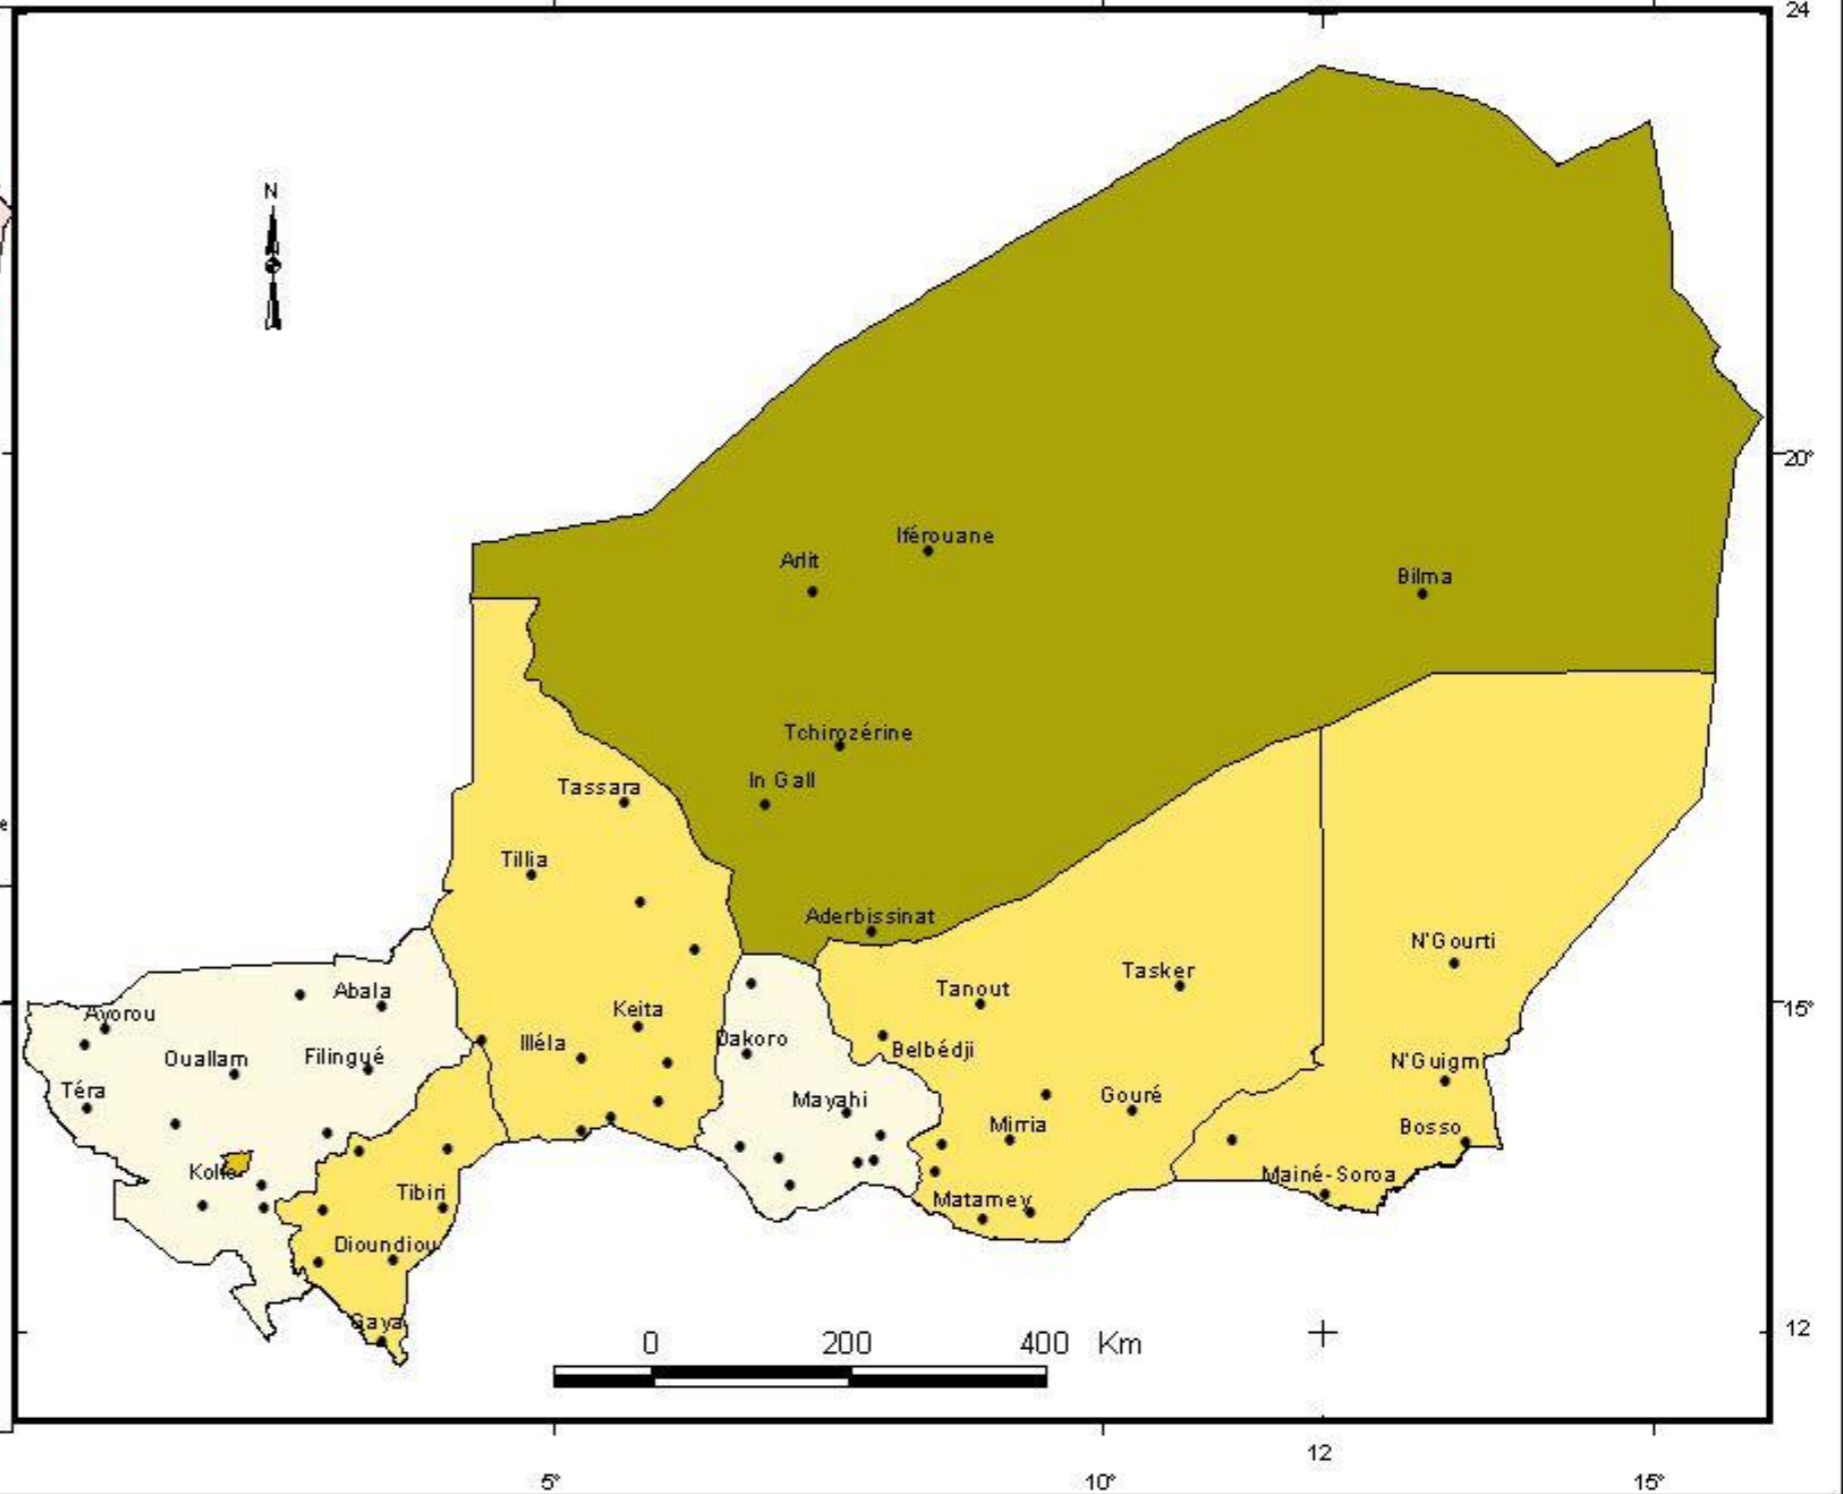 24
N
20°
Iférouane
Arlit
Bilma
Tchirozérine
In Gall
Tassara
e
Tillia
Aderbissinat
N'Gourti
Tasker
Abala
Tanout
Keita
15°
Ayorou
Dakoro
Illéla
Belbédji
Ouallam
Filingué
N'Guigmi
Téra
Mayahi
Gouré
Mirria
Bosso
Kollo
Mainé-Soroa
Tibiri
Matamey
Dioundiou
Gaya
12
0 200 400 Km
12
5° 10° 15°